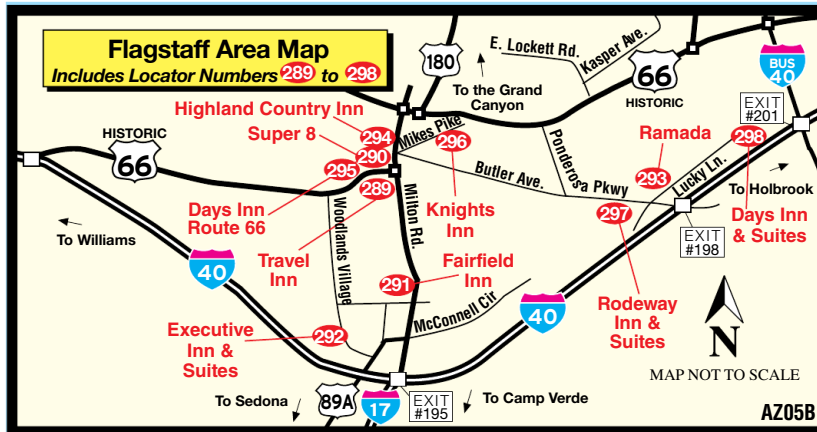 Flagstaff Area Map
Includes Locator Numbers 289 to 298
180
To the Grand
Canyon
E. Lockett Rd.
Kasper Ave.
66
HISTORIC
BUS
40
EXIT
#201
Highland Country Inn
294
Super 8
290
Mikes Pike
296
Knights
Inn
HISTORIC
66
295
Days Inn
Route 66
289
Travel
Inn
Butler Ave.
Ponderosa Pkwy
Ramada
293
Lucky Ln.
298
Days Inn
& Suites
To Holbrook
297
Rodeway
Inn &
Suites
EXIT
#198
To Williams
40
Woodlands Village
Milton Rd.
291
Fairfield
Inn
McConnell Cir
40
Executive
Inn &
Suites
292
N
MAP NOT TO SCALE
To Sedona
89A
17
EXIT
#195
To Camp Verde
AZ05B